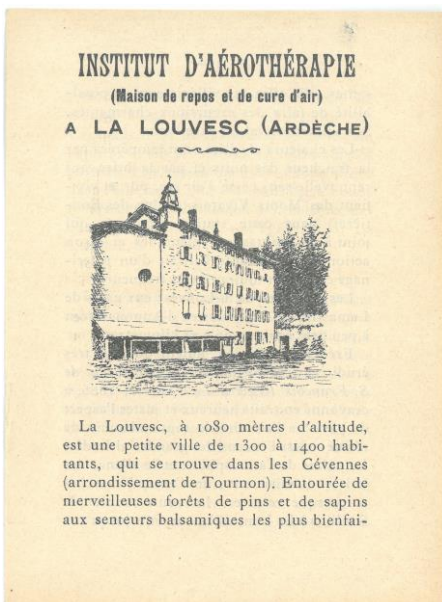 INSTITUT D'AÉROTHÉRAPIE
(Maison de repos et de cure d'air)
A LA LOUVESC (ARDÈCHE)
La Louvesc, à 1080 mètres d'altitude,
est une petite ville de 1300 à 1400 habi-
tants, qui se trouve dans les Cévennes
(arrondissement de Tournon). Entourée de
merveilleuses forêts de pins et de sapins
aux senteurs balsamiques les plus bienfai-